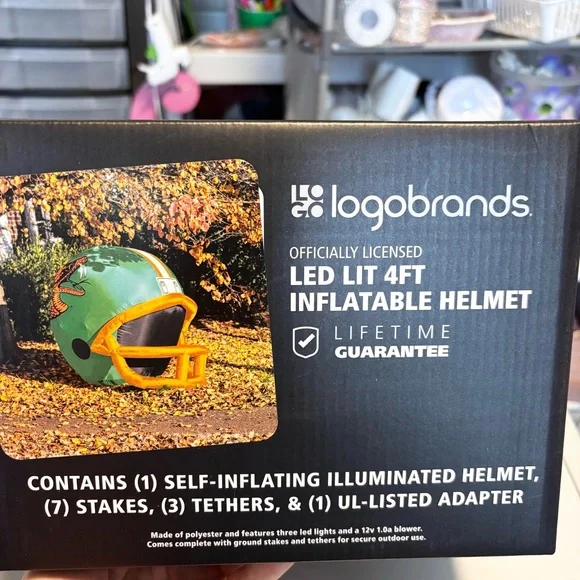 LOGO logobrands.
OFFICIALLY LICENSED
LED LIT 4FT
INFLATABLE HELMET
LIFETIME
GUARANTEE
CONTAINS (1) SELF-INFLATING ILLUMINATED HELMET,
(7) STAKES, (3) TETHERS, & (1) UL-LISTED ADAPTER
Made of polyester and features three led lights and a 12v 1.0a blower.
Comes complete with ground stakes and tethers for secure outdoor use.